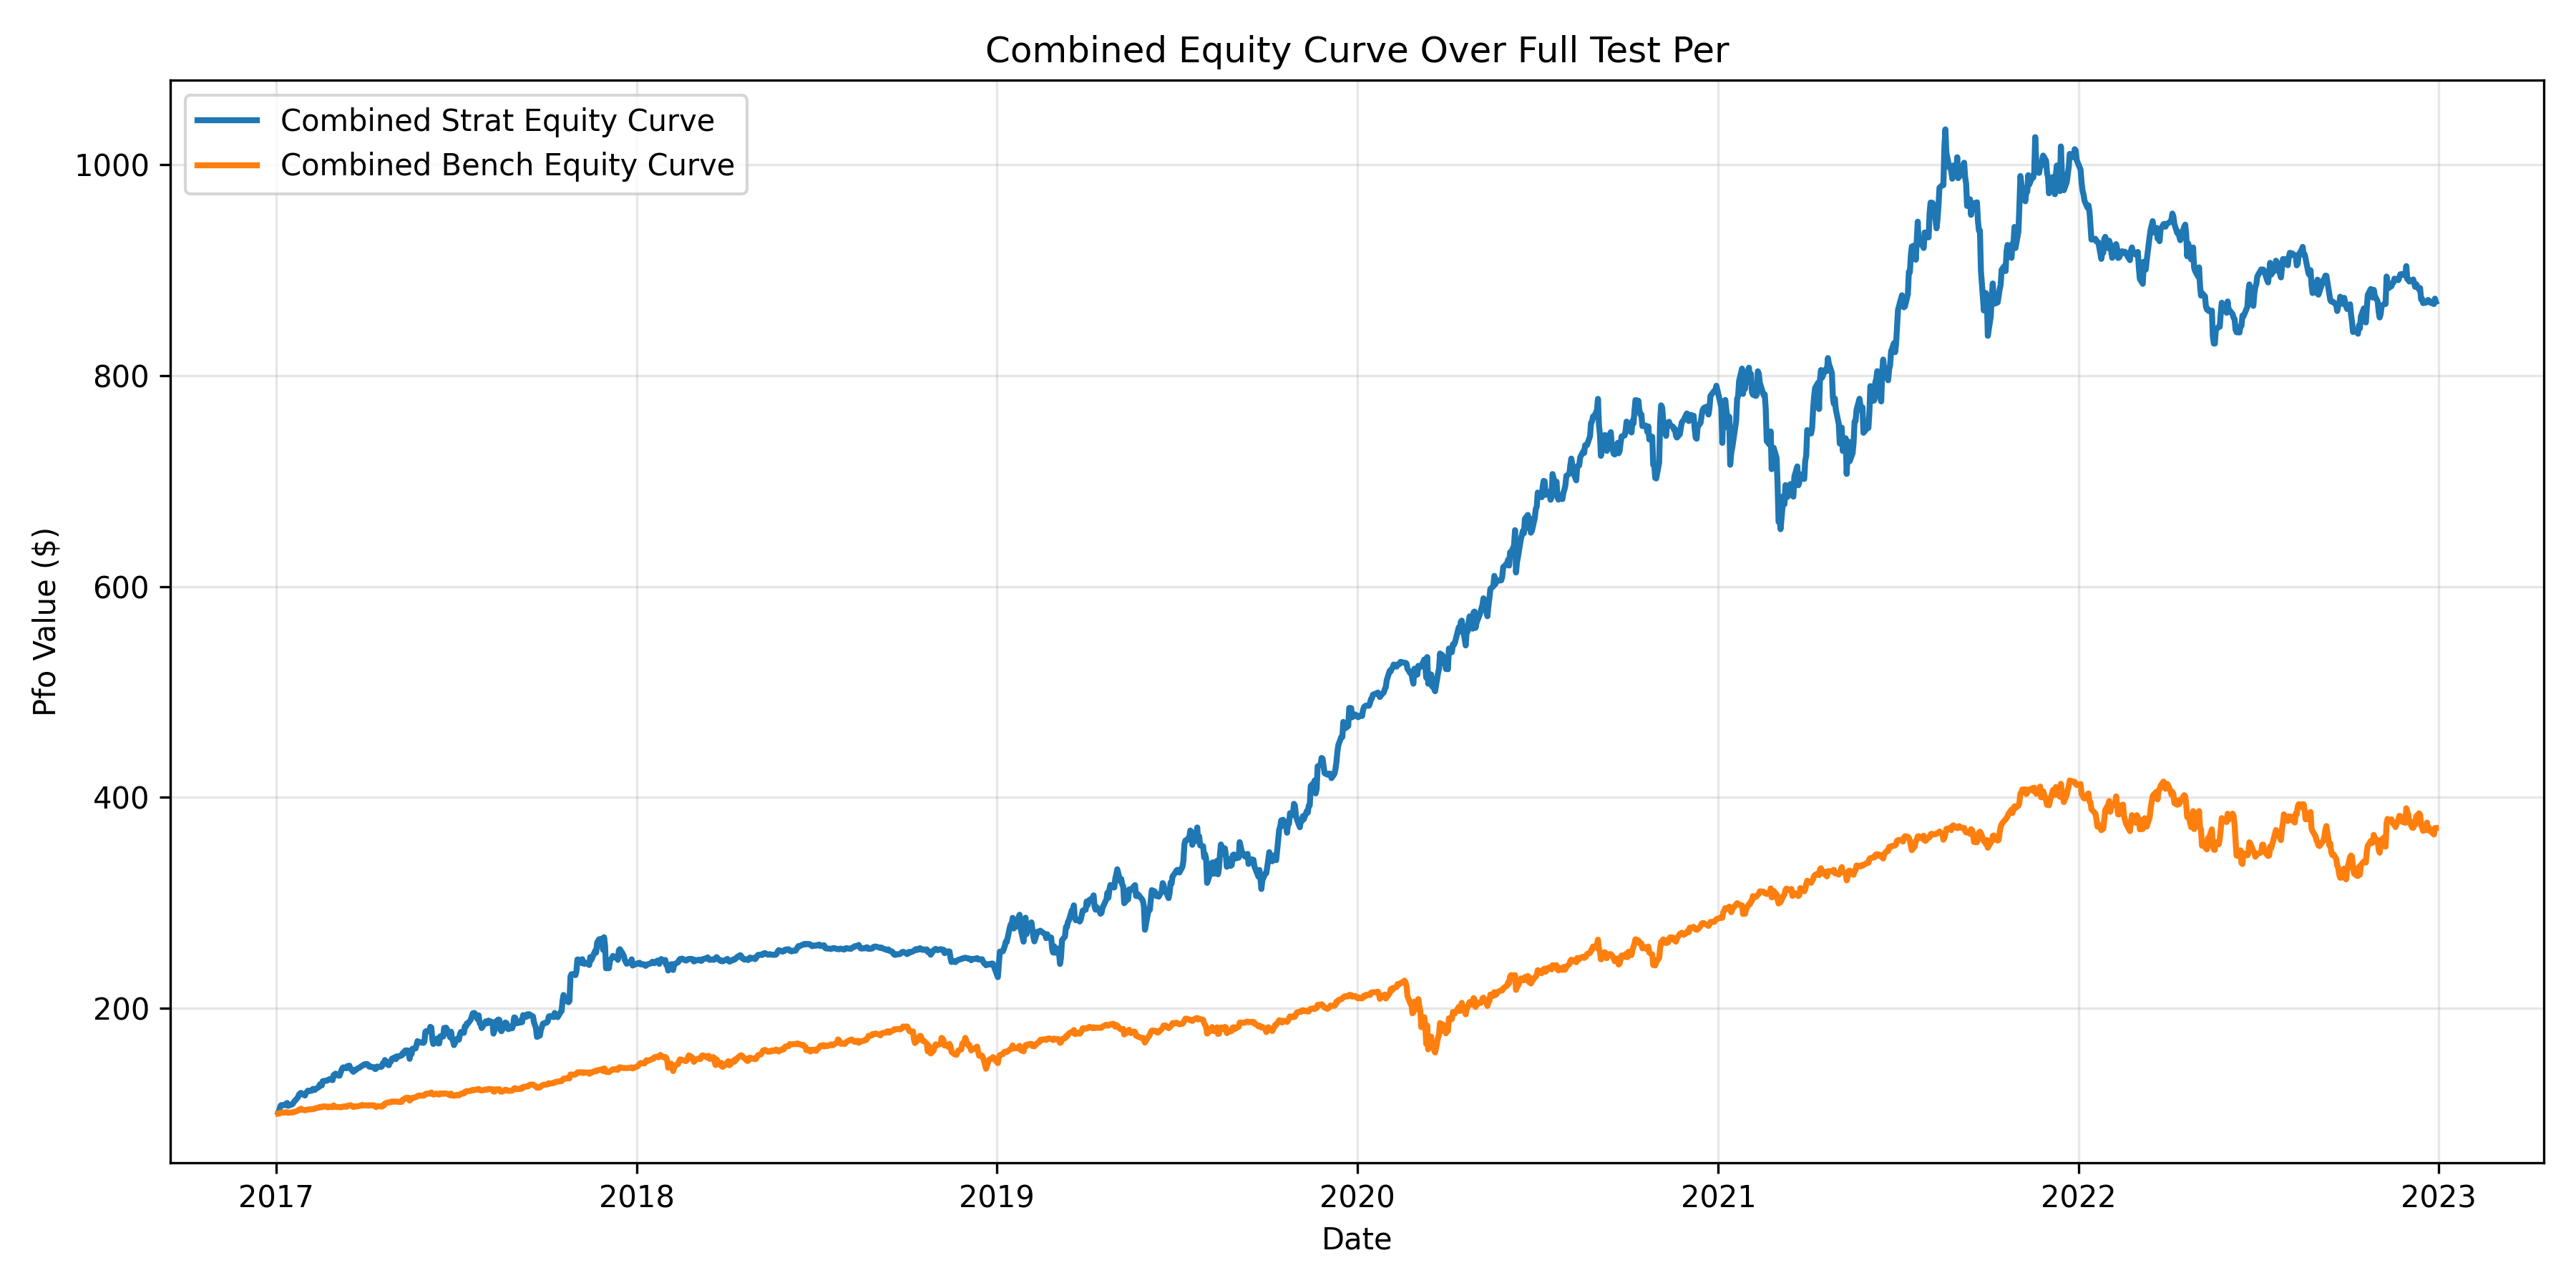 Combined Equity Curve Over Full Test Per
Combined Strat Equity Curve
Combined Bench Equity Curve
1000
800
600
400
200
Pfo Value ($)
2017 2018 2019 2020 2021 2022 2023
Date